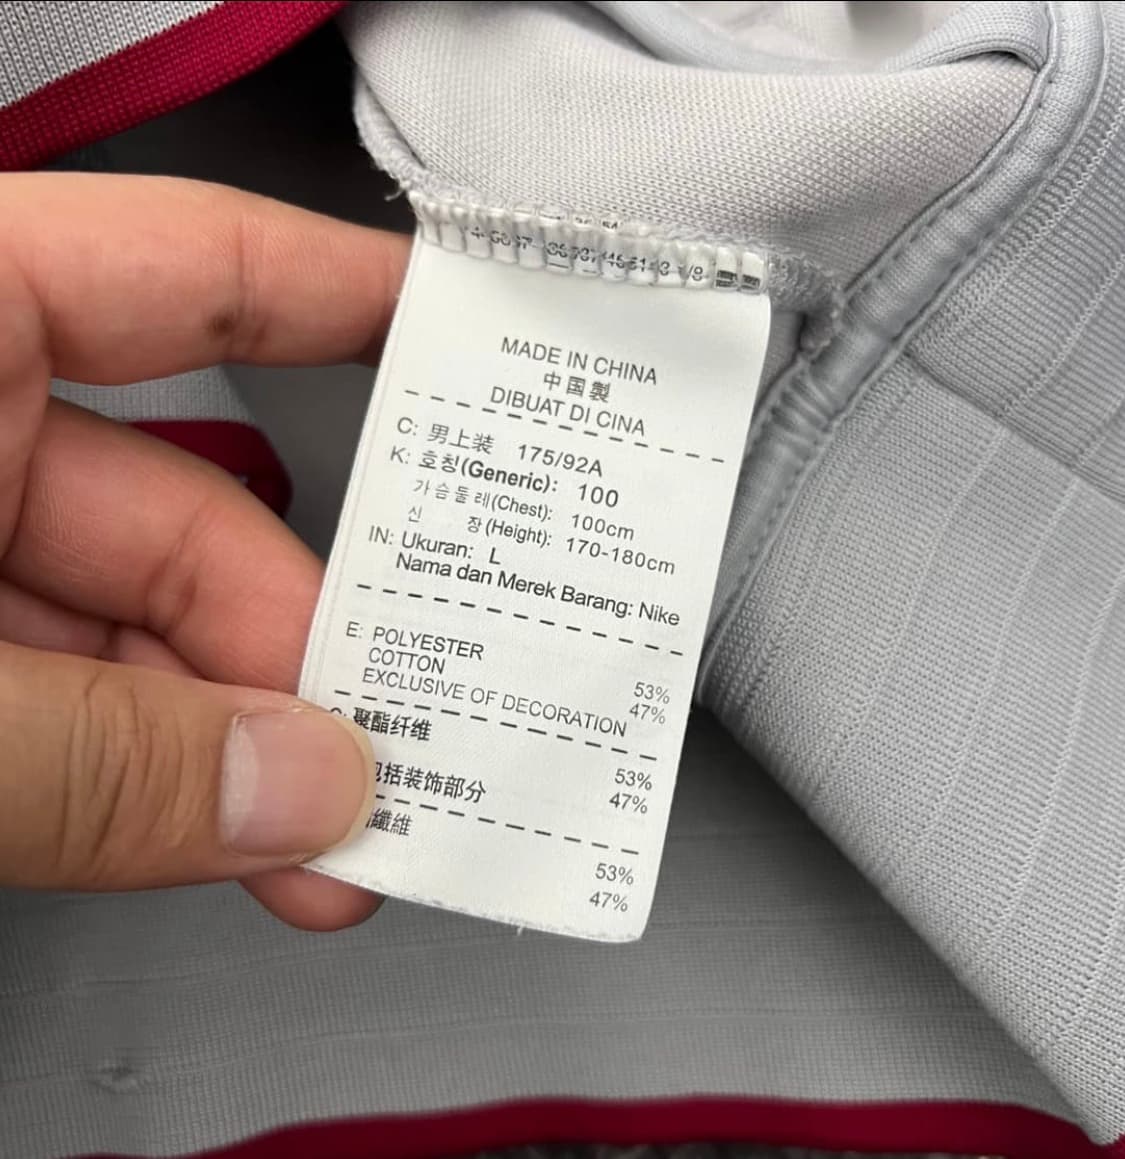 MADE IN CHINA
中国製
DIBUAT DI CINA
C: 男上装 175/92A
K: 호칭(Generic): 100
가슴둘레(Chest): 100cm
신 장(Height): 170-180cm
IN: Ukuran: L
Nama dan Merek Barang: Nike
E: POLYESTER 53%
COTTON 47%
EXCLUSIVE OF DECORATION
聚酯纤维 53%
47%
包括装饰部分
纖維 53%
47%